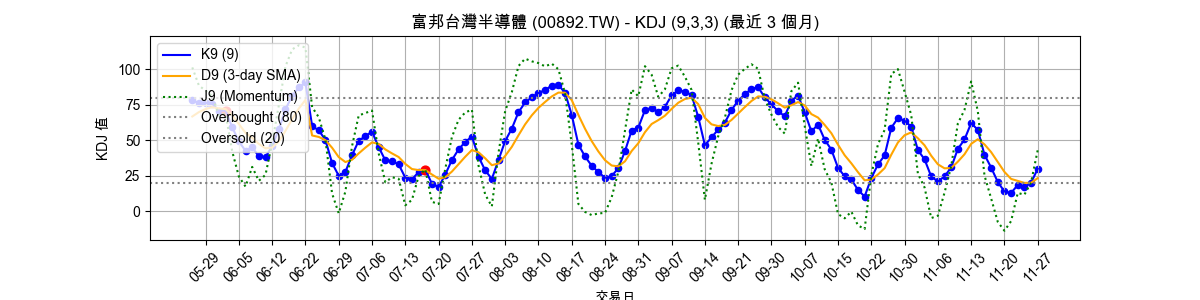 富邦台灣半導體 (00892.TW) - KDJ (9,3,3) (最近 3 個月)
K9 (9)
D9 (3-day SMA)
J9 (Momentum)
Overbought (80)
Oversold (20)
KDJ 值
100
75
50
25
0
05-29 06-05 06-12 06-22 06-29 07-06 07-13 07-20 07-27 08-03 08-10 08-17 08-24 08-31 09-07 09-14 09-21 09-30 10-07 10-15 10-22 10-30 11-06 11-13 11-20 11-27
交易日